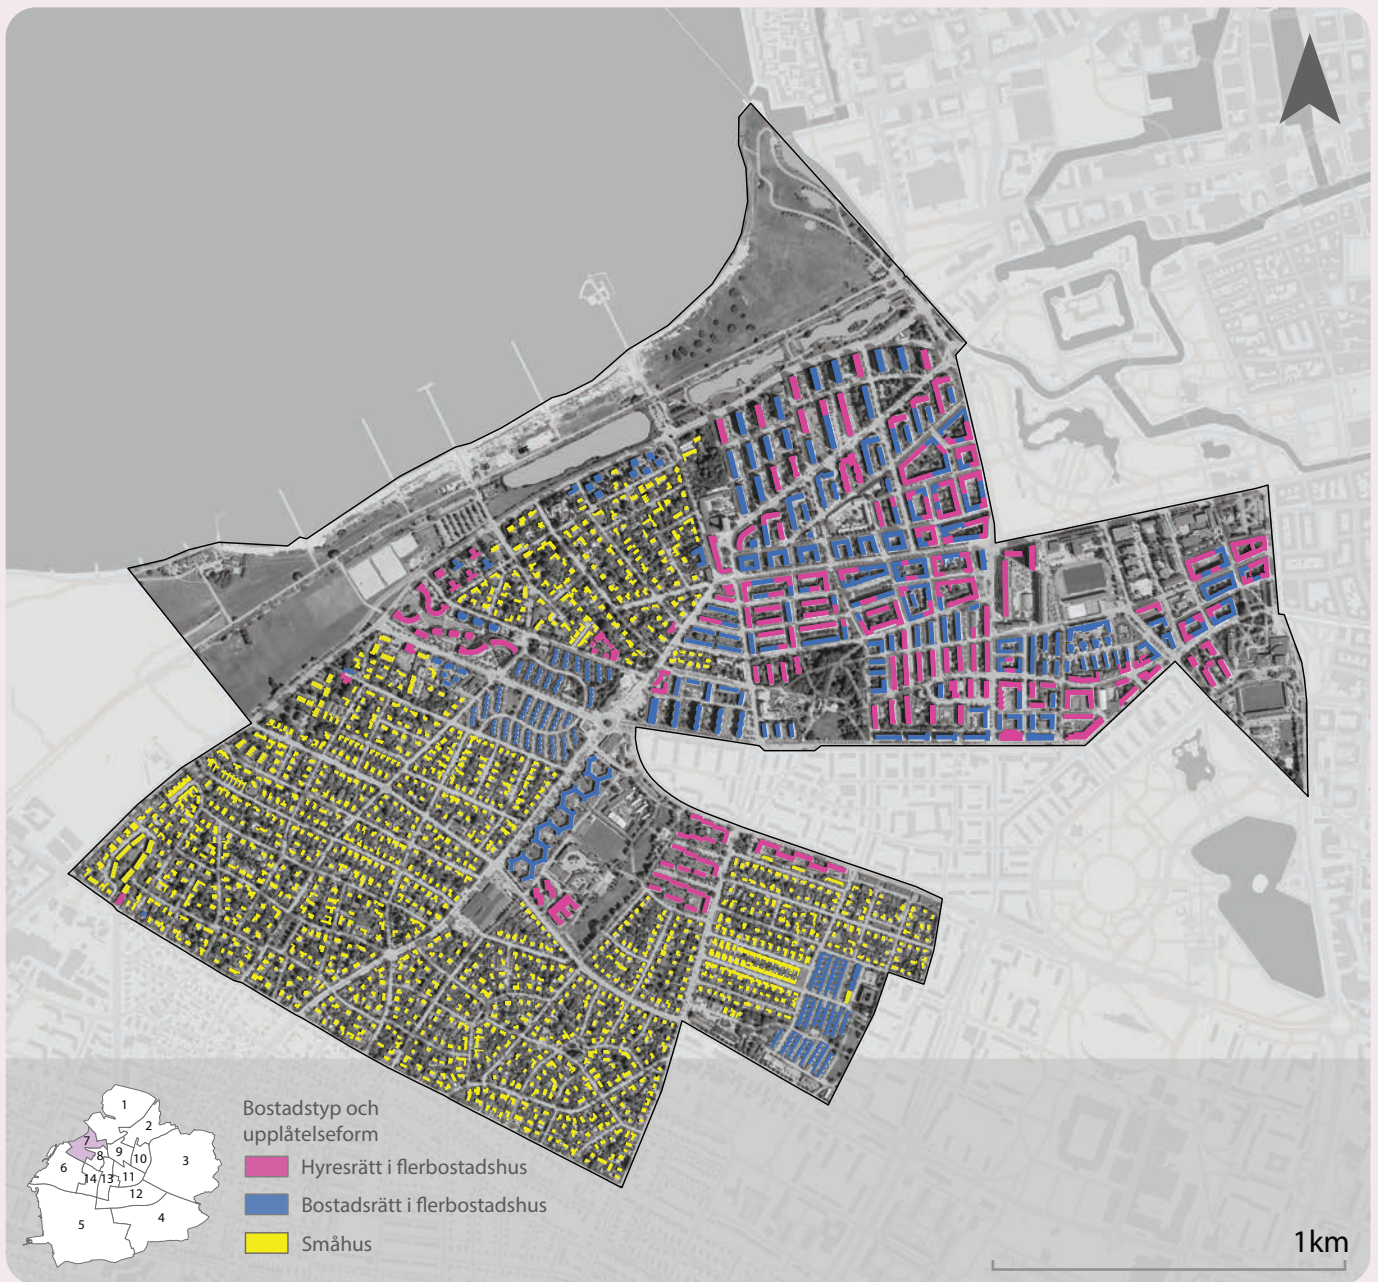 1
2
7
9
8
10
3
6
14
13
11
12
5
4
Bostadstyp och
upplåtelseform
Hyresrätt i flerbostadshus
Bostadsrätt i flerbostadshus
Småhus
1km